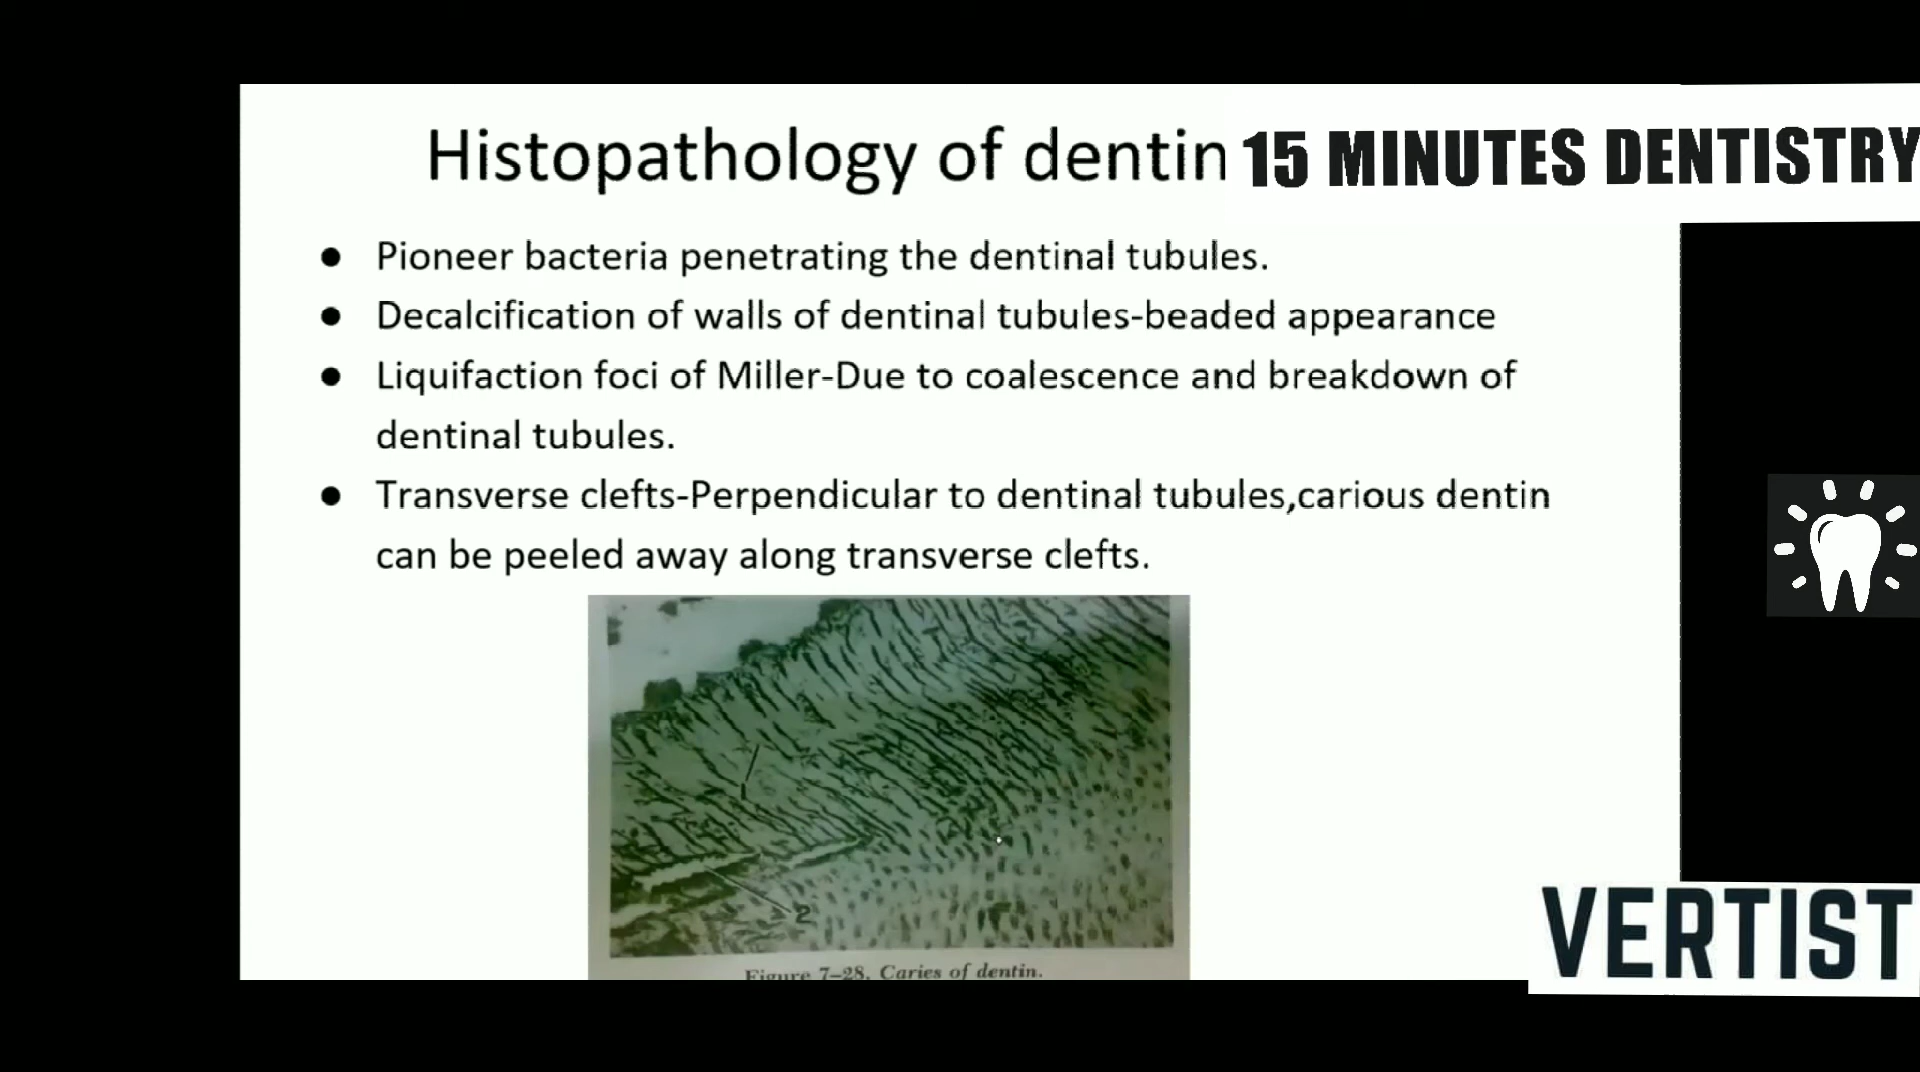 Histopathology of dentin
15 MINUTES DENTISTRY
● Pioneer bacteria penetrating the dentinal tubules.
● Decalcification of walls of dentinal tubules-beaded appearance
● Liquifaction foci of Miller-Due to coalescence and breakdown of
dentinal tubules.
● Transverse clefts-Perpendicular to dentinal tubules,carious dentin
can be peeled away along transverse clefts.
1
2
Figure 7–28. Caries of dentin.
VERTIST